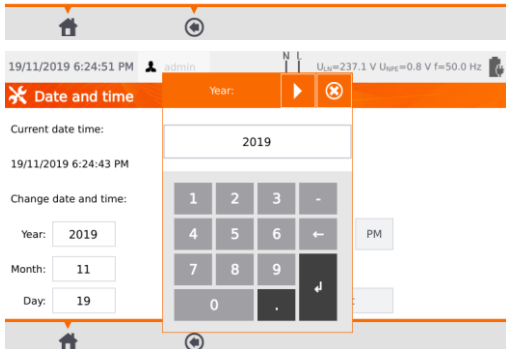 19/11/2019 6:24:51 PM admin N L ULN=237.1 V UNPE=0.8 V f=50.0 Hz
Date and time
Year:
Current date time:
2019
19/11/2019 6:24:43 PM
Change date and time:
1 2 3 -
Year: 2019
4 5 6 ← PM
Month: 11
7 8 9 ↲
Day: 19
0 .